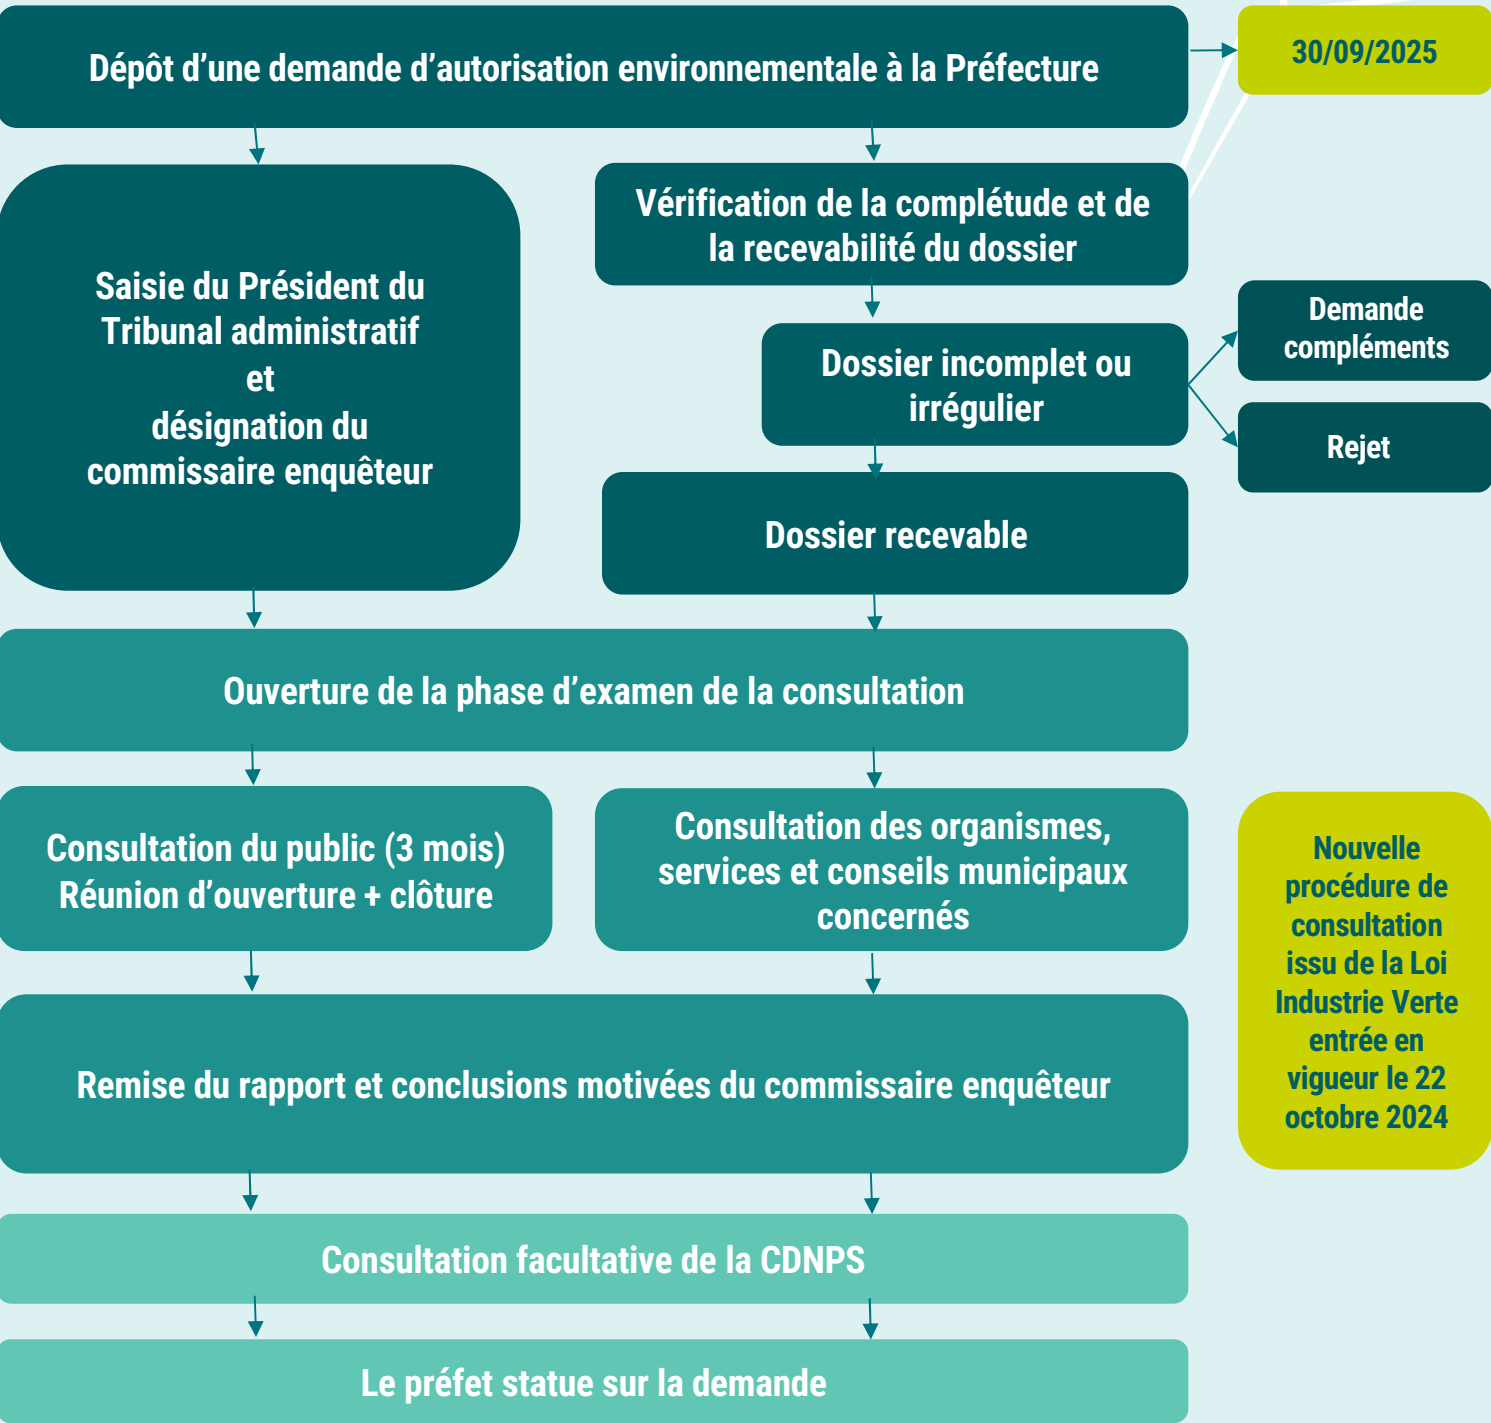 Dépôt d’une demande d’autorisation environnementale à la Préfecture
30/09/2025
Saisie du Président du
Tribunal administratif
et
désignation du
commissaire enquêteur
Vérification de la complétude et de
la recevabilité du dossier
Dossier incomplet ou
irrégulier
Demande
compléments
Rejet
Dossier recevable
Ouverture de la phase d’examen de la consultation
Consultation du public (3 mois)
Réunion d’ouverture + clôture
Consultation des organismes,
services et conseils municipaux
concernés
Nouvelle
procédure de
consultation
issu de la Loi
Industrie Verte
entrée en
vigueur le 22
octobre 2024
Remise du rapport et conclusions motivées du commissaire enquêteur
Consultation facultative de la CDNPS
Le préfet statue sur la demande